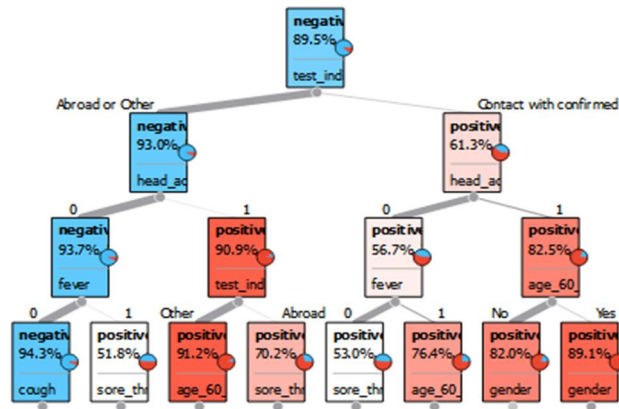 negative
89.5%
test_ind
Abroad or Other
Contact with confirmed
negativ
93.0%
head_ac
positive
61.3%
head_ac
0
1
0
1
negativ
93.7%
fever
positive
90.9%
test_ind
positive
56.7%
fever
positive
82.5%
age_60_
0
1
Other
Abroad
0
1
No
Yes
negativ
94.3%
cough
positive
51.8%
sore_thr
positive
91.2%
age_60_
positive
70.2%
sore_thr
positive
53.0%
sore_thr
positive
76.4%
age_60_
positive
82.0%
gender
positive
89.1%
gender